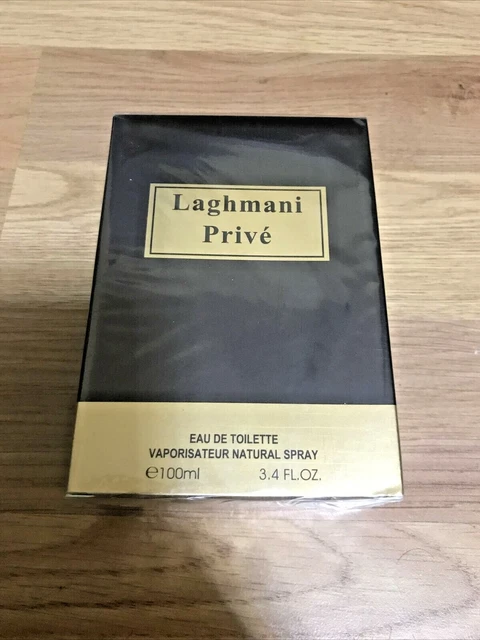 Laghmani
Privé
EAU DE TOILETTE
VAPORISATEUR NATURAL SPRAY
℮100ml 3.4 FL.OZ.